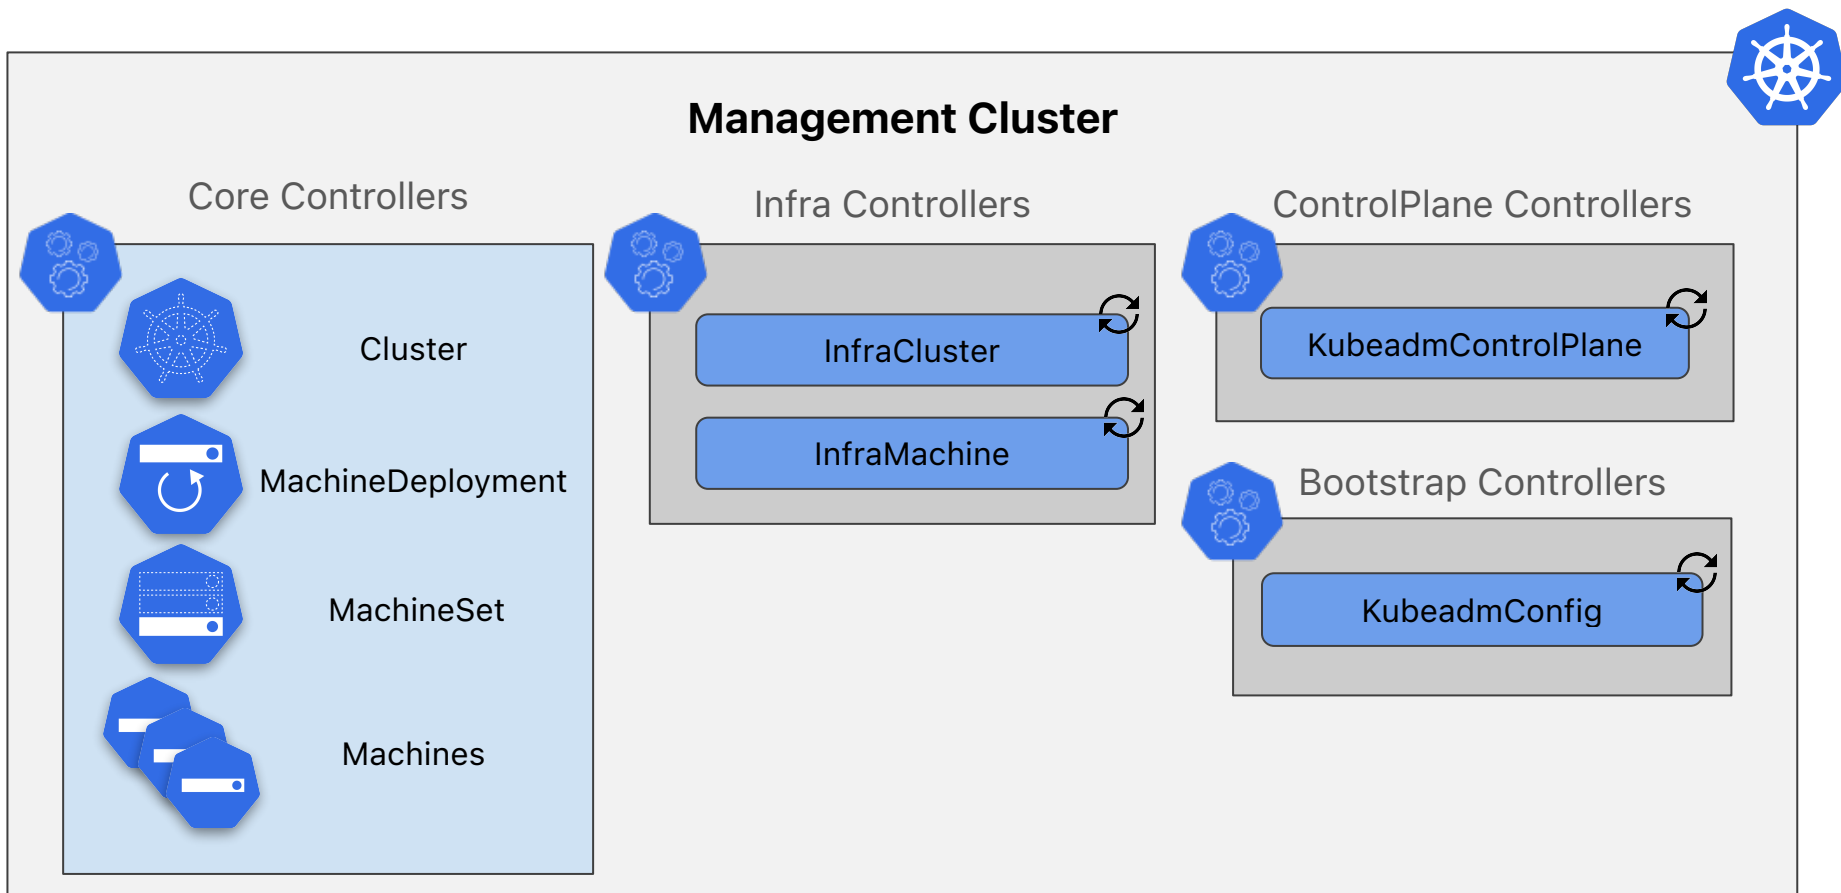 Management Cluster
Core Controllers
Cluster
MachineDeployment
MachineSet
Machines
Infra Controllers
InfraCluster
InfraMachine
ControlPlane Controllers
KubeadmControlPlane
Bootstrap Controllers
KubeadmConfig